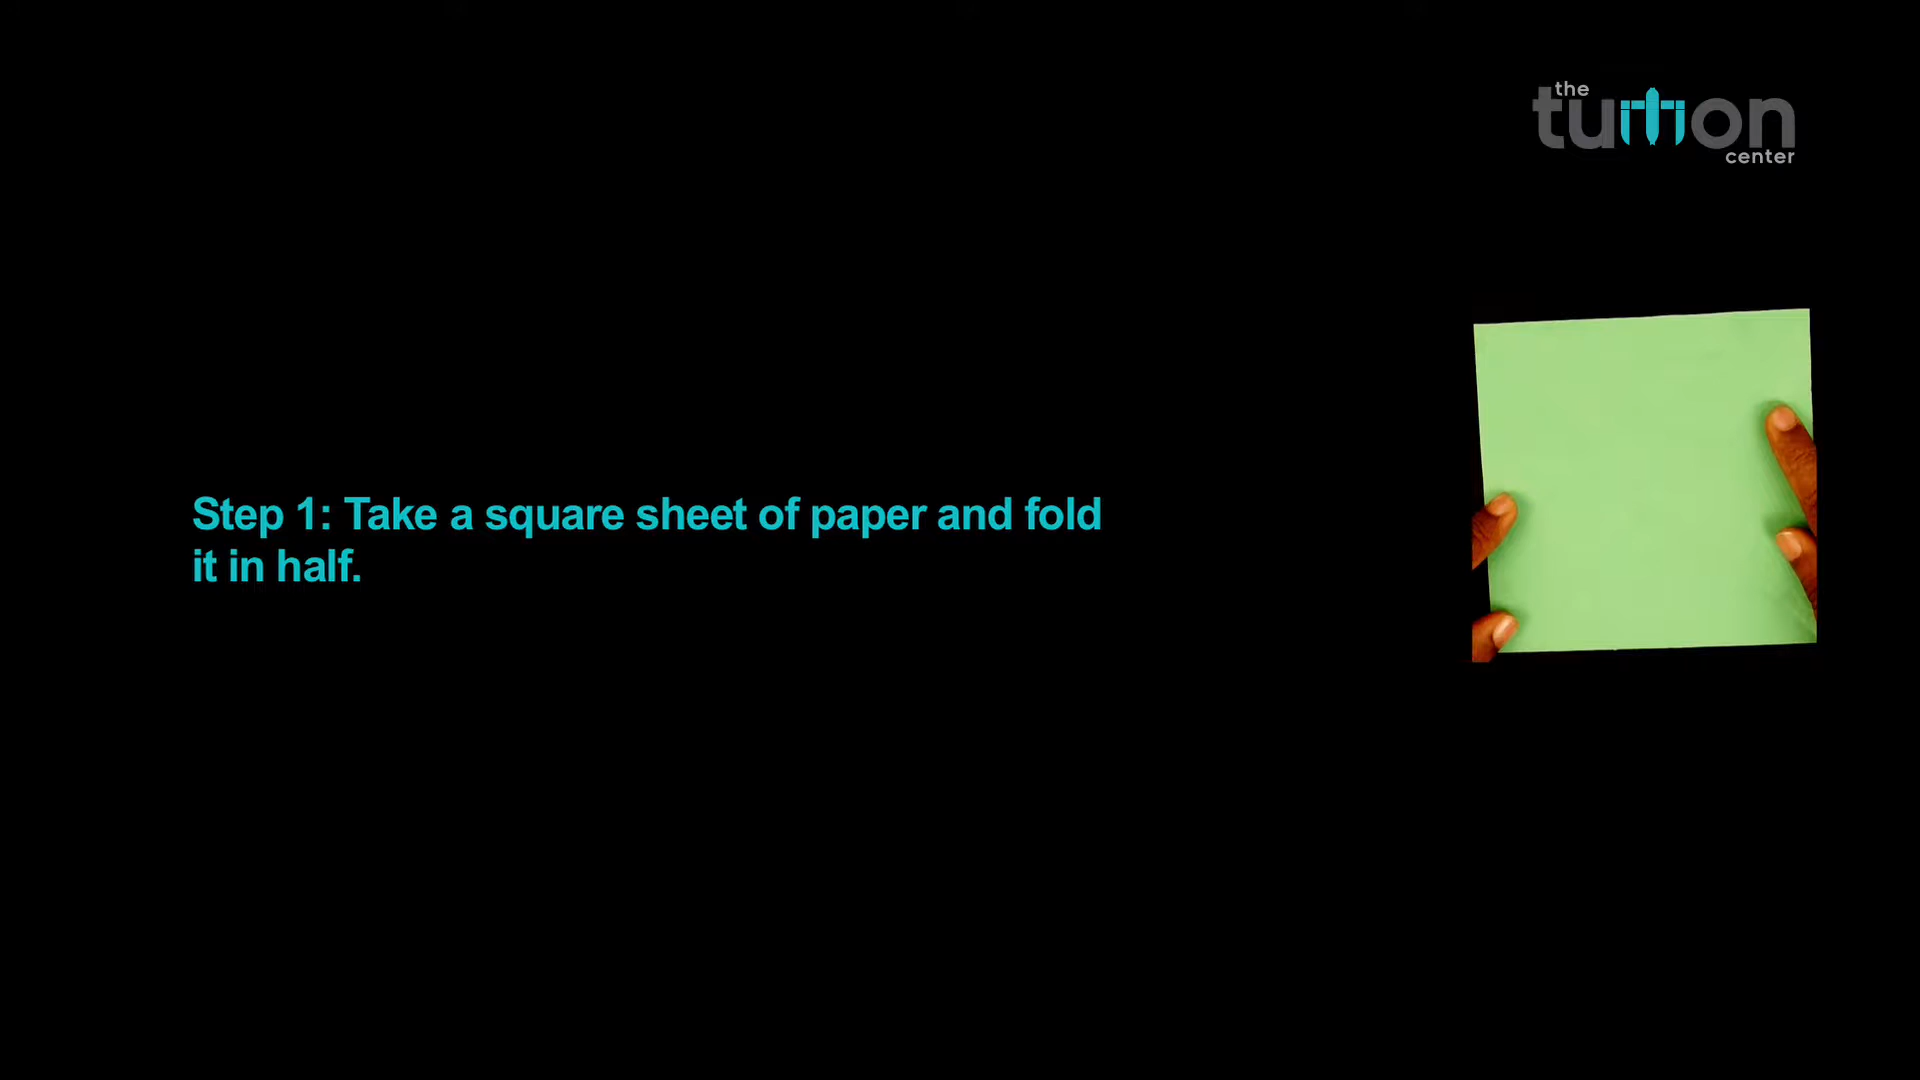 the
tuition
center
Step 1: Take a square sheet of paper and fold
it in half.